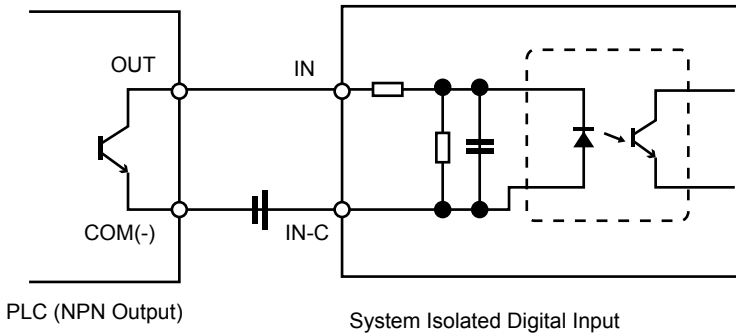 OUT
IN
COM(-)
IN-C
PLC (NPN Output)
System Isolated Digital Input